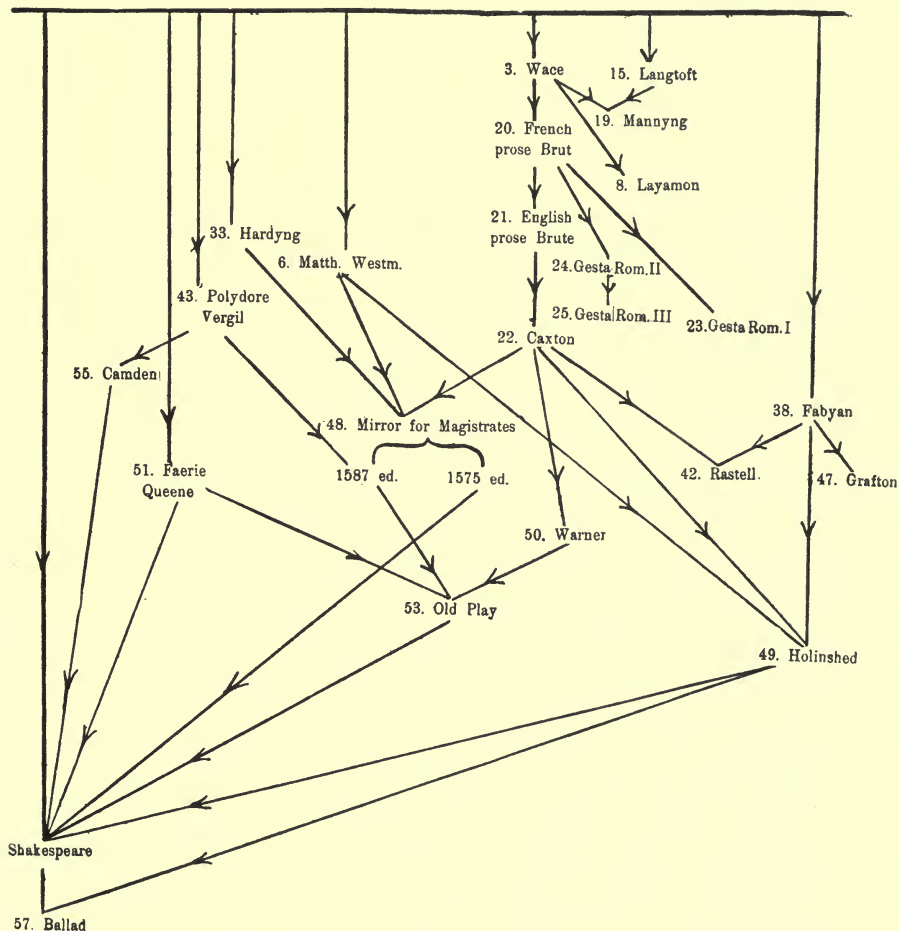 3. Wace
15. Langtoft
19. Mannyng
20. French
prose Brut
8. Layamon
21. English
prose Brute
33. Hardyng
6. Matth. Westm.
24. Gesta Rom. II
43. Polydore
Vergil
25. Gesta Rom. III
23. Gesta Rom. I
22. Caxton
55. Camden
38. Fabyan
48. Mirror for Magistrates
51. Faerie
Queene
1587 ed.
1575 ed.
42. Rastell.
47. Grafton
50. Warner
53. Old Play
49. Holinshed
Shakespeare
57. Ballad